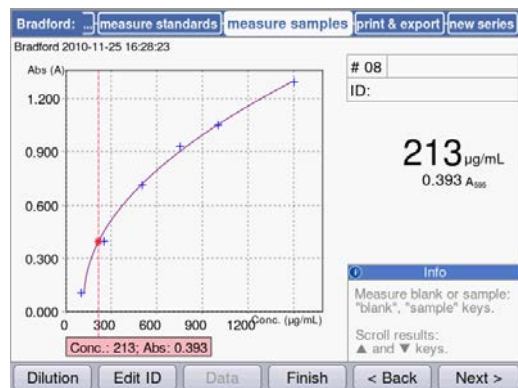 Bradford: ... measure standards measure samples print & export new series
Bradford 2010-11-25 16:28:23
Abs (A)
1.200
0.900
0.600
0.300
0.000
0 300 600 900 1200 Conc. (µg/mL)
Conc.: 213; Abs: 0.393
# 08
ID:
213 µg/mL
0.393 A595
Info
Measure blank or sample:
"blank", "sample" keys.
Scroll results:
▲ and ▼ keys.
Dilution Edit ID Data Finish < Back Next >